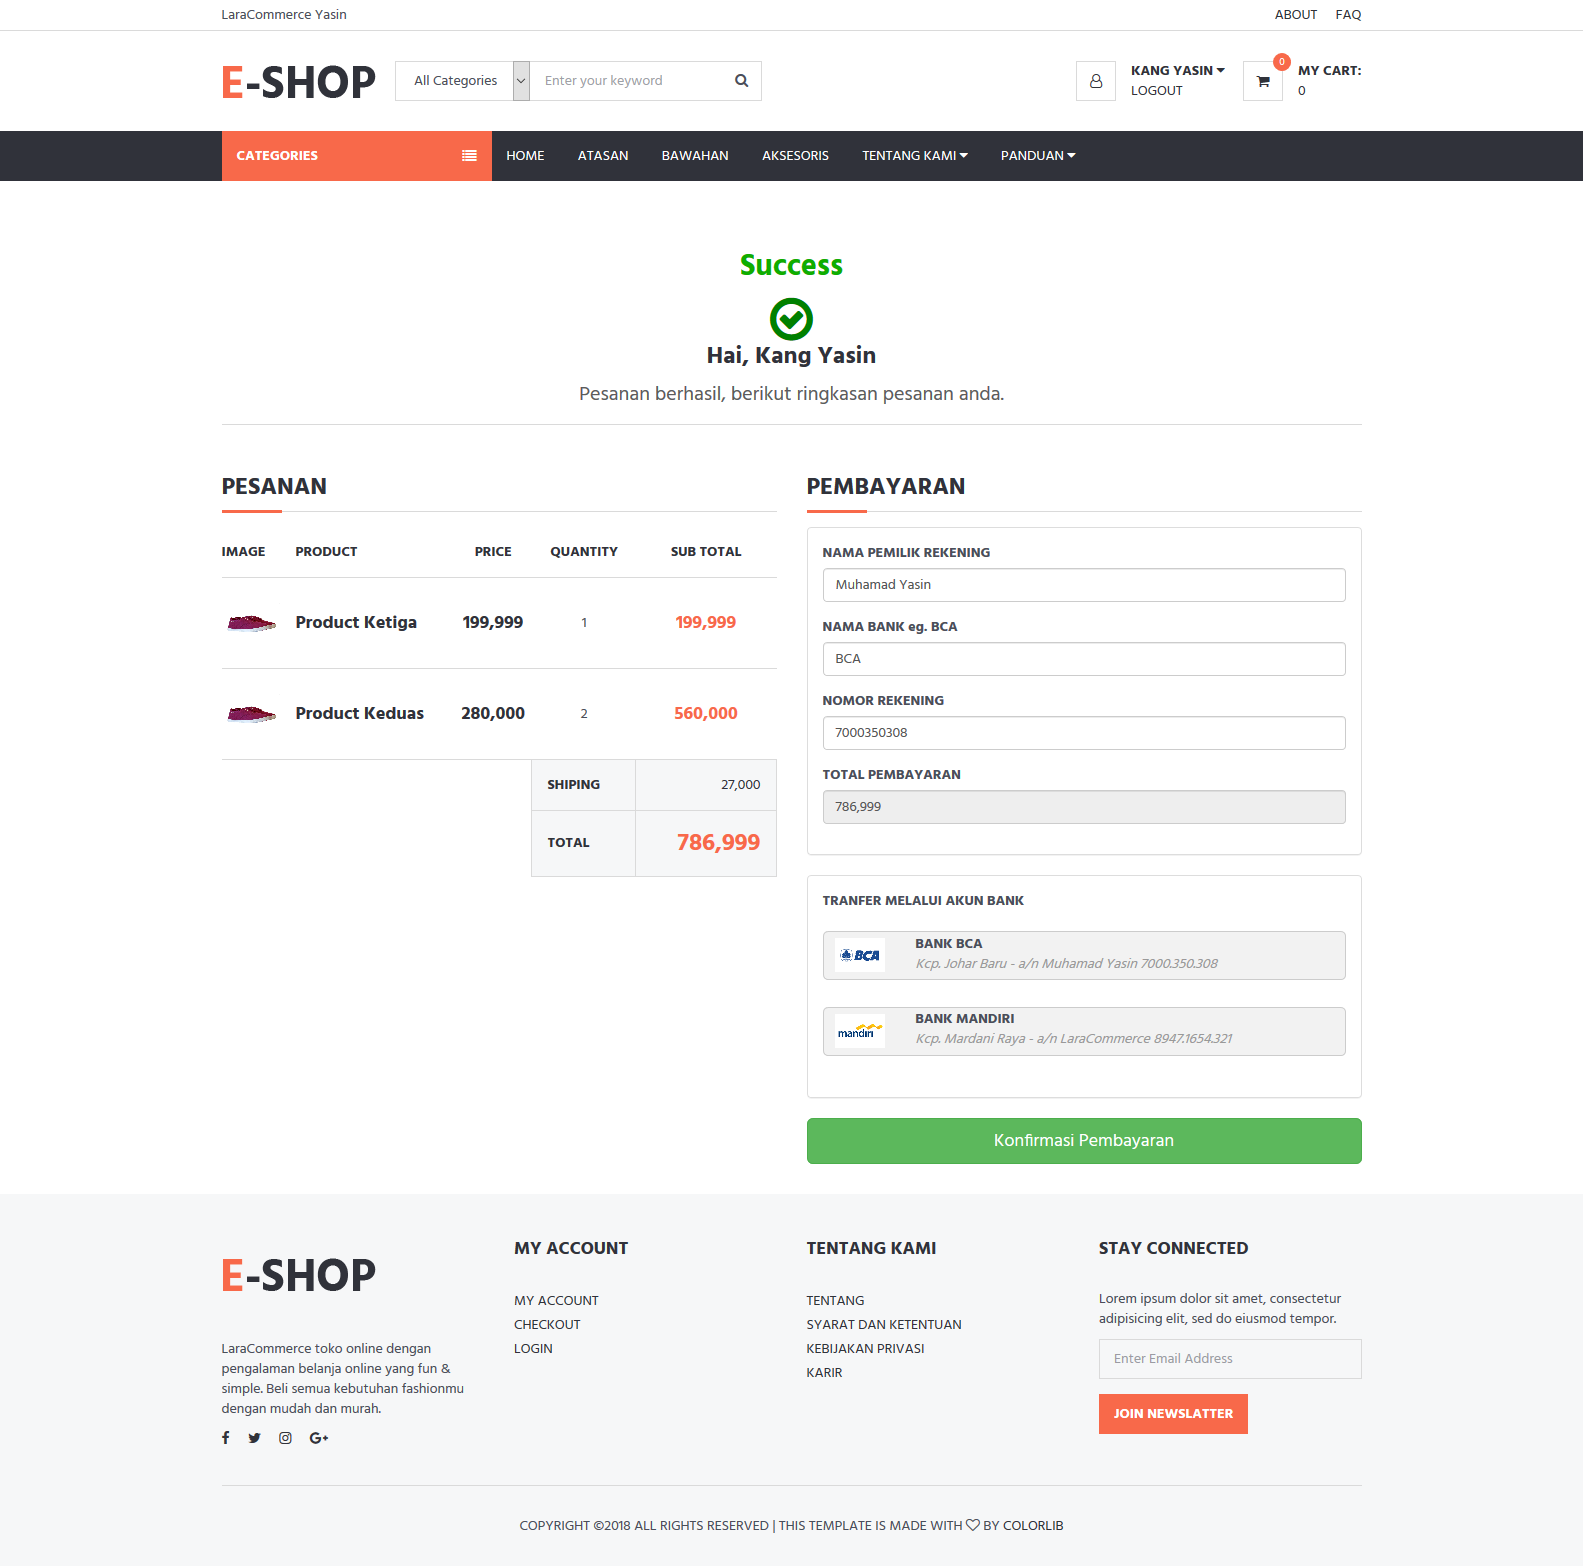 LaraCommerce Yasin
ABOUT FAQ
E-SHOP
All Categories
Enter your keyword
KANG YASIN
LOGOUT
0
MY CART:
0
CATEGORIES
HOME ATASAN BAWAHAN AKSESORIS TENTANG KAMI PANDUAN
Success
Hai, Kang Yasin
Pesanan berhasil, berikut ringkasan pesanan anda.
PESANAN
IMAGE PRODUCT PRICE QUANTITY SUB TOTAL
Product Ketiga 199,999 1 199,999
Product Keduas 280,000 2 560,000
SHIPING 27,000
TOTAL 786,999
PEMBAYARAN
NAMA PEMILIK REKENING
Muhamad Yasin
NAMA BANK eg. BCA
BCA
NOMOR REKENING
7000350308
TOTAL PEMBAYARAN
786,999
TRANFER MELALUI AKUN BANK
BCA
BANK BCA
Kcp. Johar Baru - a/n Muhamad Yasin 7000.350.308
mandiri
BANK MANDIRI
Kcp. Mardani Raya - a/n LaraCommerce 8947.1654.321
Konfirmasi Pembayaran
E-SHOP
LaraCommerce toko online dengan
pengalaman belanja online yang fun &
simple. Beli semua kebutuhan fashionmu
dengan mudah dan murah.
MY ACCOUNT
MY ACCOUNT
CHECKOUT
LOGIN
TENTANG KAMI
TENTANG
SYARAT DAN KETENTUAN
KEBIJAKAN PRIVASI
KARIR
STAY CONNECTED
Lorem ipsum dolor sit amet, consectetur
adipisicing elit, sed do eiusmod tempor.
Enter Email Address
JOIN NEWSLATTER
COPYRIGHT ©2018 ALL RIGHTS RESERVED | THIS TEMPLATE IS MADE WITH ♡ BY COLORLIB